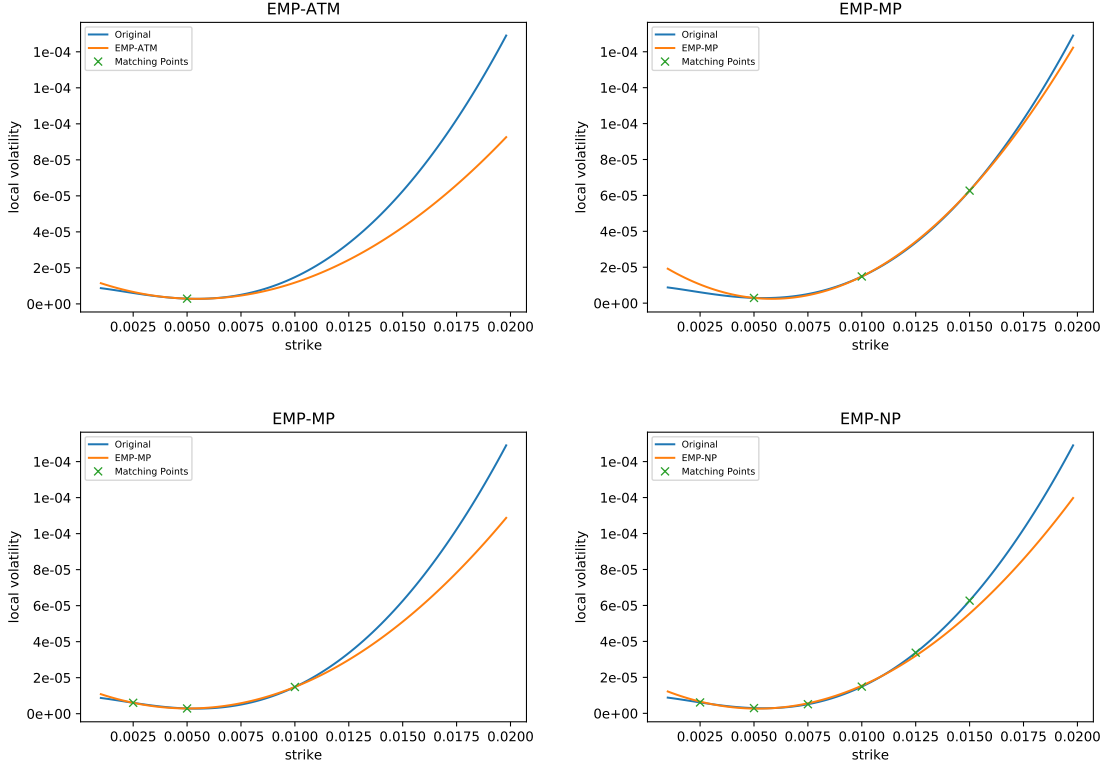 EMP-ATM
Original
EMP-ATM
Matching Points
1e-04
1e-04
1e-04
8e-05
6e-05
4e-05
2e-05
0e+00
local volatility
0.0025 0.0050 0.0075 0.0100 0.0125 0.0150 0.0175 0.0200
strike
EMP-MP
Original
EMP-MP
Matching Points
1e-04
1e-04
1e-04
8e-05
6e-05
4e-05
2e-05
0e+00
local volatility
0.0025 0.0050 0.0075 0.0100 0.0125 0.0150 0.0175 0.0200
strike
EMP-MP
Original
EMP-MP
Matching Points
1e-04
1e-04
1e-04
8e-05
6e-05
4e-05
2e-05
0e+00
local volatility
0.0025 0.0050 0.0075 0.0100 0.0125 0.0150 0.0175 0.0200
strike
EMP-NP
Original
EMP-NP
Matching Points
1e-04
1e-04
1e-04
8e-05
6e-05
4e-05
2e-05
0e+00
local volatility
0.0025 0.0050 0.0075 0.0100 0.0125 0.0150 0.0175 0.0200
strike